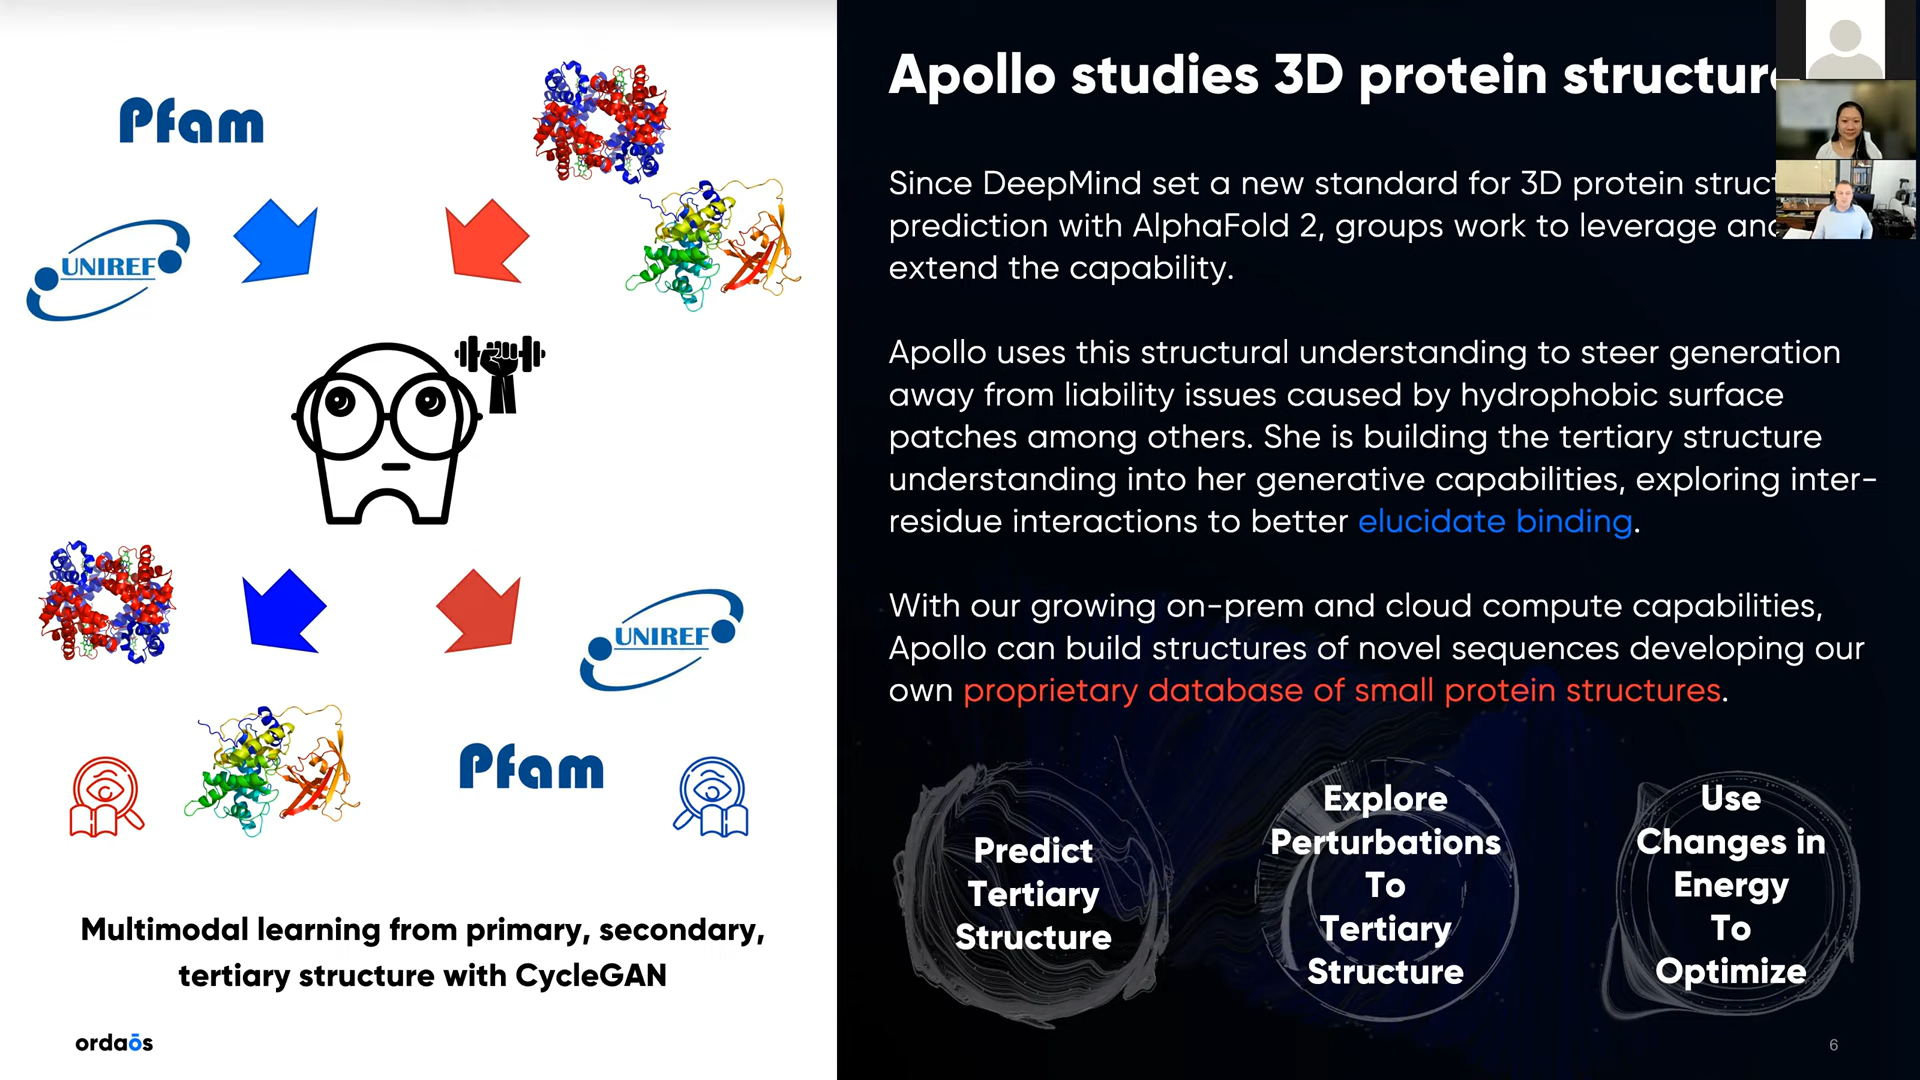 Pfam
UNIREF
UNIREF
Pfam
Multimodal learning from primary, secondary,
tertiary structure with CycleGAN
ordaōs
Apollo studies 3D protein
Since DeepMind set a new standard for 3D protein
prediction with AlphaFold 2, groups work to leverage and
extend the capability.
Apollo uses this structural understanding to steer generation
away from liability issues caused by hydrophobic surface
patches among others. She is building the tertiary structure
understanding into her generative capabilities, exploring inter-
residue interactions to better elucidate binding.
With our growing on-prem and cloud compute capabilities,
Apollo can build structures of novel sequences developing our
own proprietary database of small protein structures.
Predict
Tertiary
Structure
Explore
Perturbations
To
Tertiary
Structure
Use
Changes in
Energy
To
Optimize
6